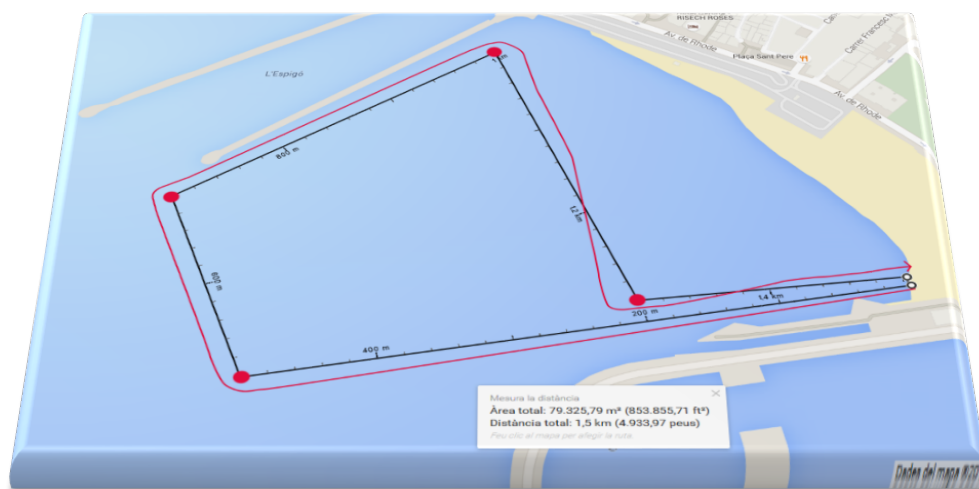 RISECH ROSES
Av. de Rhode
Plaça Sant Pere
Carrer Francesc
Av. de Rhode
L'Espigó
800 m
1,2 km
600 m
1,4 km
200 m
400 m
Mesura la distància
Àrea total: 79.325,79 m² (853.855,71 ft²)
Distància total: 1,5 km (4.933,97 peus)
Feu clic al mapa per afegir la ruta
Dades del mapa